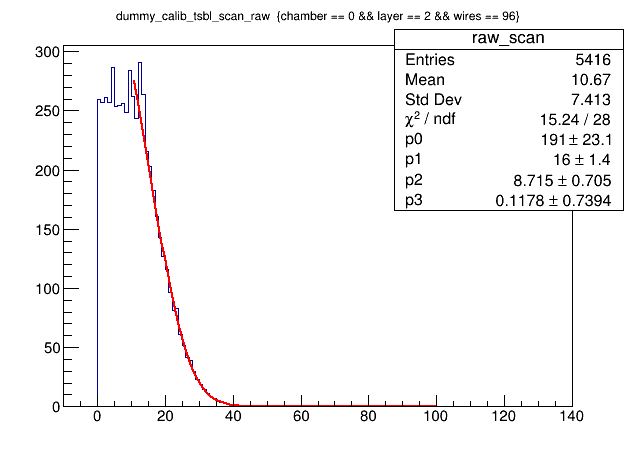 dummy_calib_tsbl_scan_raw {chamber == 0 && layer == 2 && wires == 96}
raw_scan
Entries 5416
Mean 10.67
Std Dev 7.413
χ² / ndf 15.24 / 28
p0 191 ± 23.1
p1 16 ± 1.4
p2 8.715 ± 0.705
p3 0.1178 ± 0.7394
300
250
200
150
100
50
0
0 20 40 60 80 100 120 140